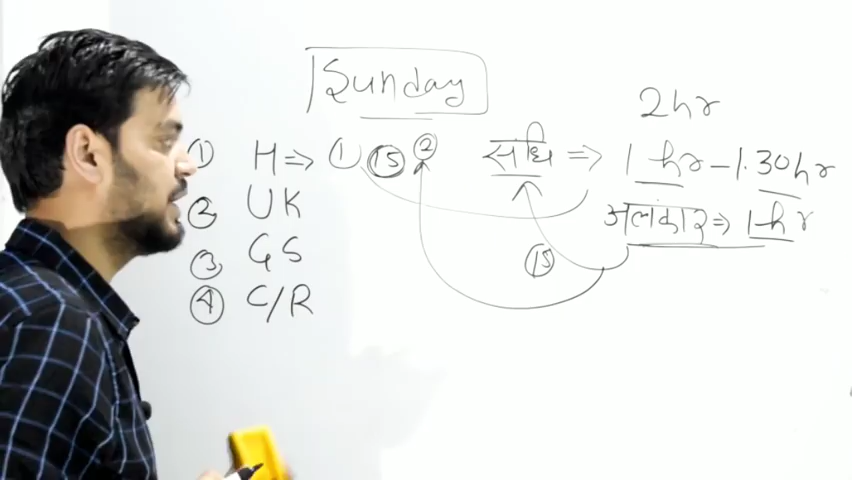 Sunday
2hr
① H ⇒ ① ⑮ ② संधि ⇒ 1 hr - 1.30hr
② UK अलंकार ⇒ 1 hr
③ GS ⑮
④ C/R